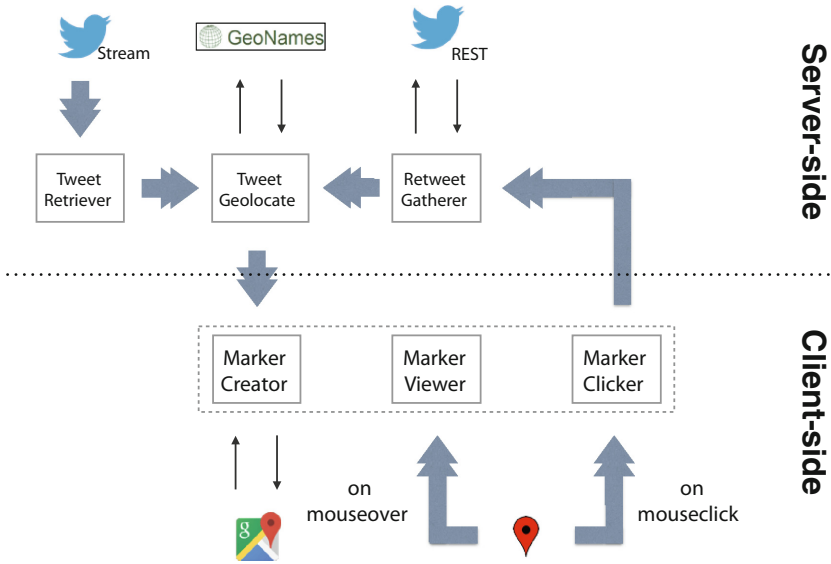 Stream
GeoNames
REST
Server-side
Tweet
Retriever
Tweet
Geolocate
Retweet
Gatherer
Marker
Creator
Marker
Viewer
Marker
Clicker
Client-side
on
mouseover
on
mouseclick
g